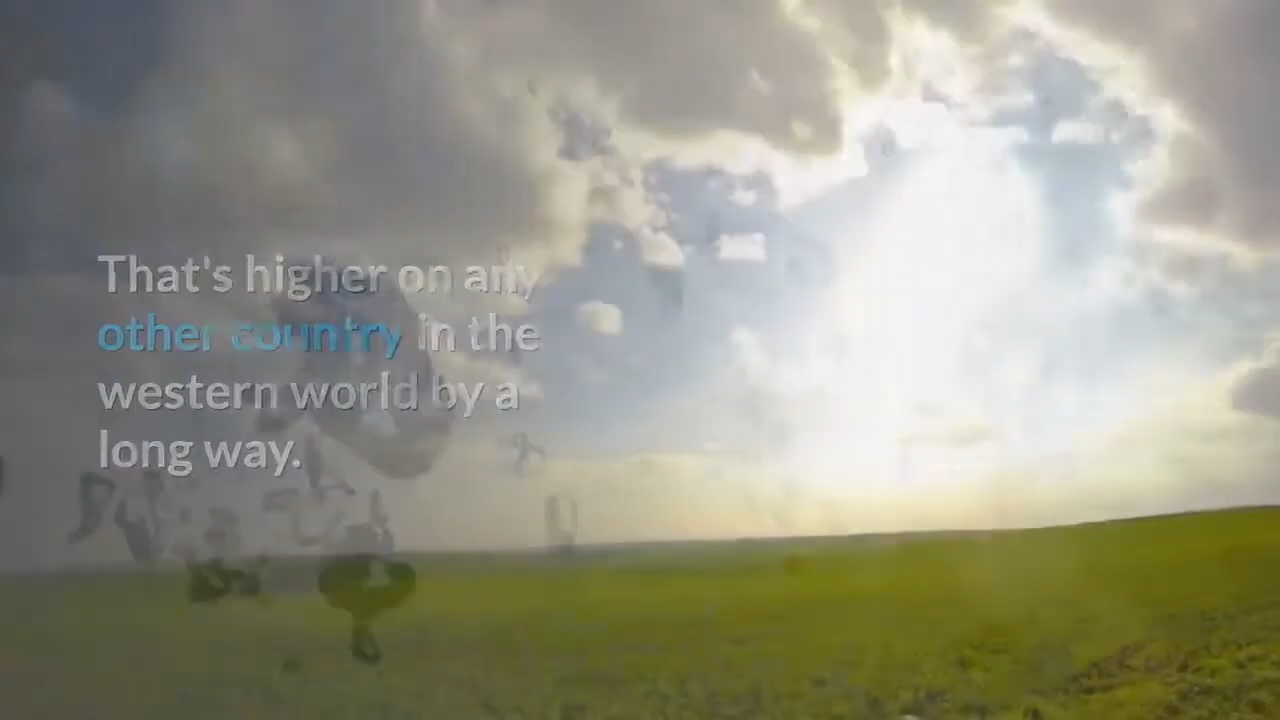 That's higher on any
other country in the
western world by a
long way.